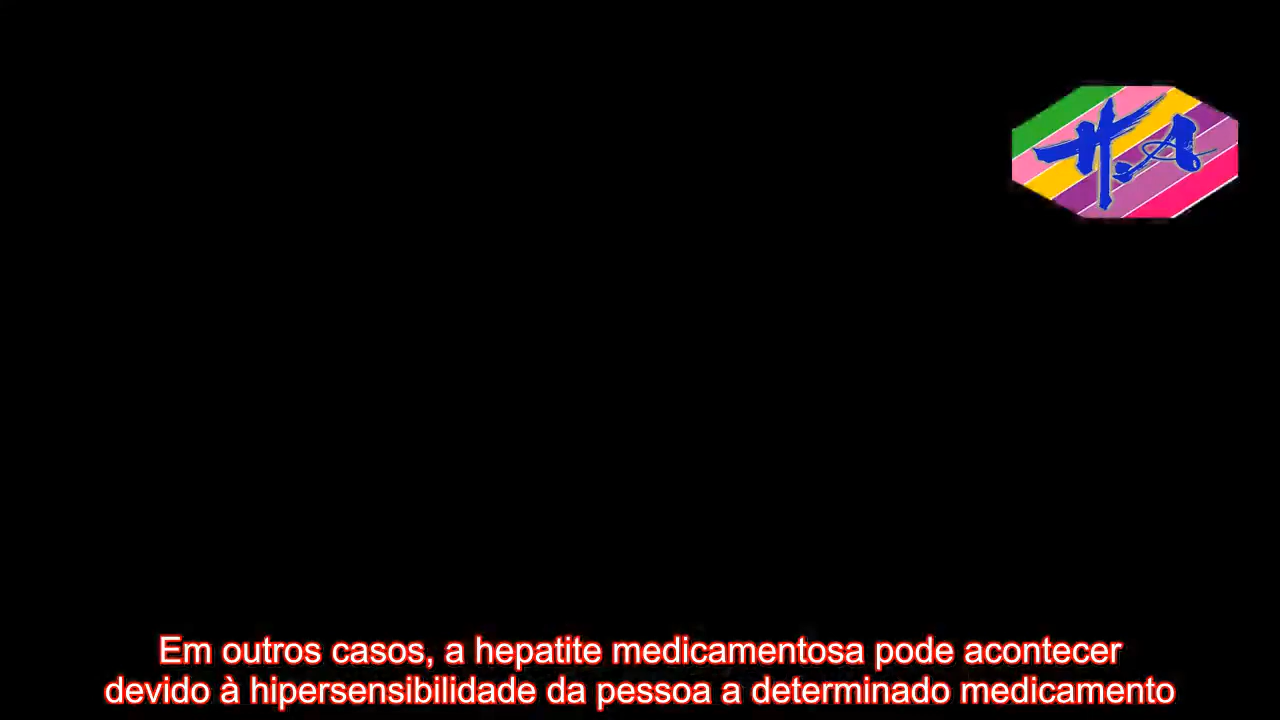 H.A
Em outros casos, a hepatite medicamentosa pode acontecer
devido à hipersensibilidade da pessoa a determinado medicamento